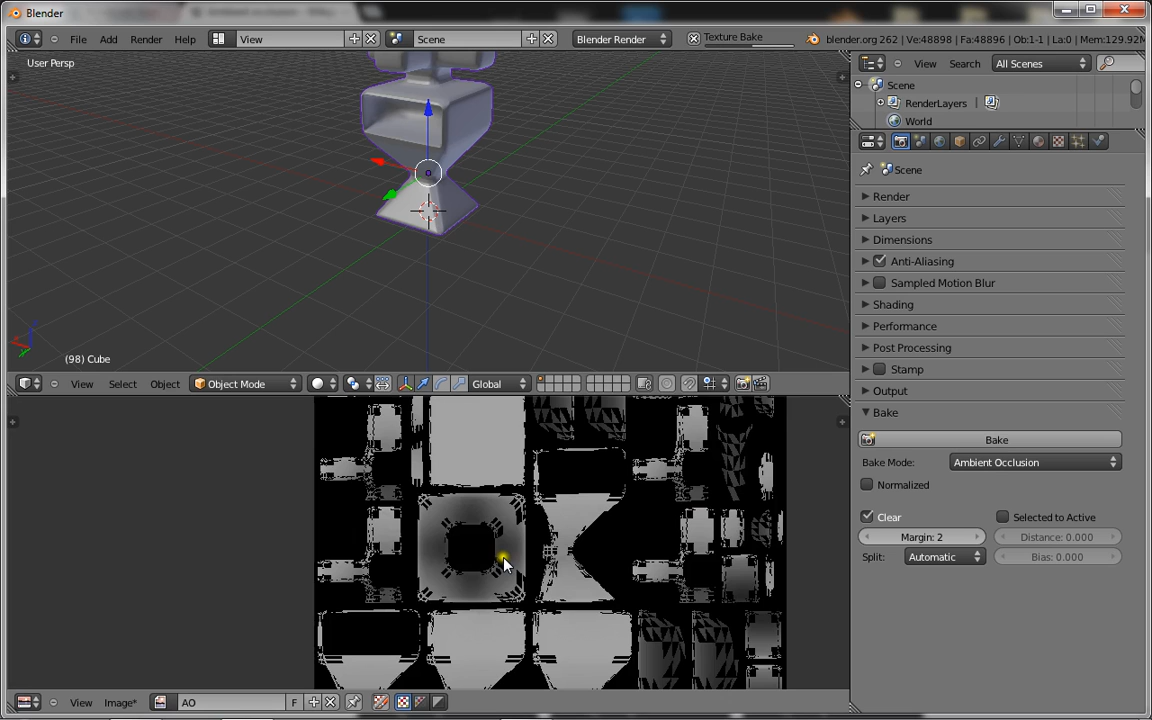 Blender
File Add Render Help View Scene Blender Render Texture Bake blender.org 262 | Ve:48898 | Fa:48896 | Ob:1-1 | La:0 | Mem:129.92M
User Persp
View Search All Scenes
Scene
RenderLayers
World
Scene
Render
Layers
Dimensions
Anti-Aliasing
Sampled Motion Blur
Shading
Performance
Post Processing
Stamp
Output
Bake
Bake
Bake Mode: Ambient Occlusion
Normalized
Clear Selected to Active
Margin: 2 Distance: 0.000
Split: Automatic Bias: 0.000
(98) Cube
View Select Object Object Mode Global
View Image* AO F